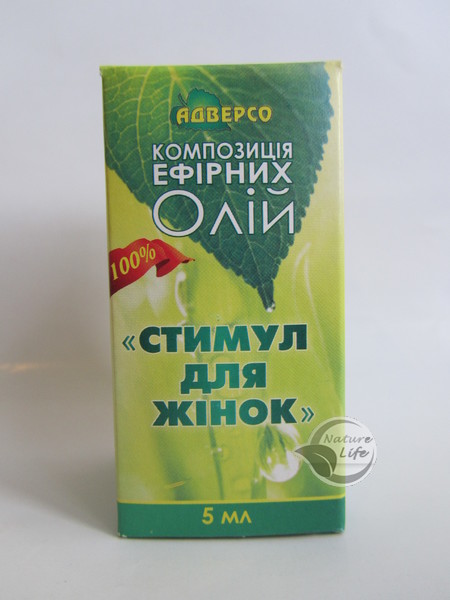 АДВЕРСО
КОМПОЗИЦІЯ
ЕФІРНИХ
ОЛІЙ
100%
«СТИМУЛ
ДЛЯ
ЖІНОК»
Nature
Life
5 МЛ